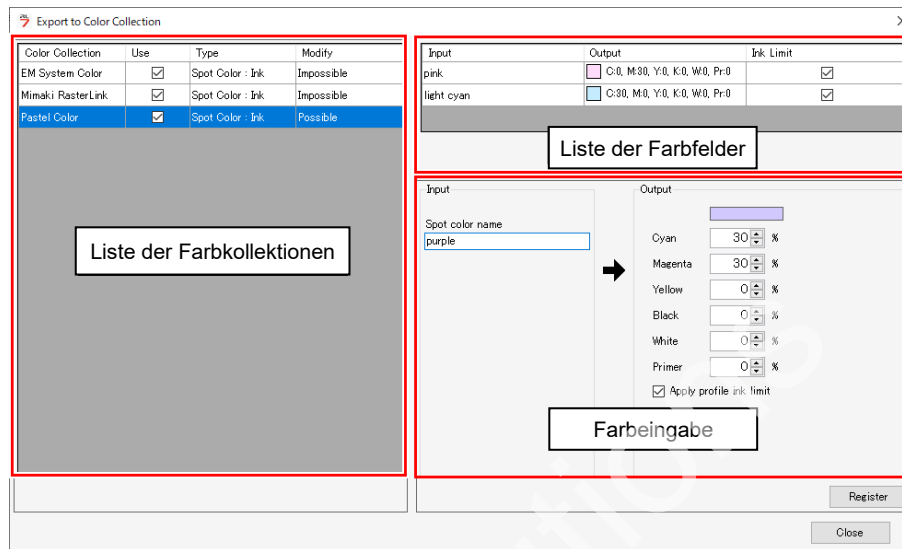 Export to Color Collection
Color Collection Use Type Modify
EM System Color Spot Color : Ink Impossible
Mimaki RasterLink Spot Color : Ink Impossible
Pastel Color Spot Color : Ink Possible
Liste der Farbkollektionen
Input Output Ink Limit
pink C:0, M:30, Y:0, K:0, W:0, Pr:0
light cyan C:30, M:0, Y:0, K:0, W:0, Pr:0
Liste der Farbfelder
Input
Spot color name
purple
Output
Cyan 30 %
Magenta 30 %
Yellow 0 %
Black 0 %
White 0 %
Primer 0 %
Apply profile ink limit
Farbeingabe
Register
Close